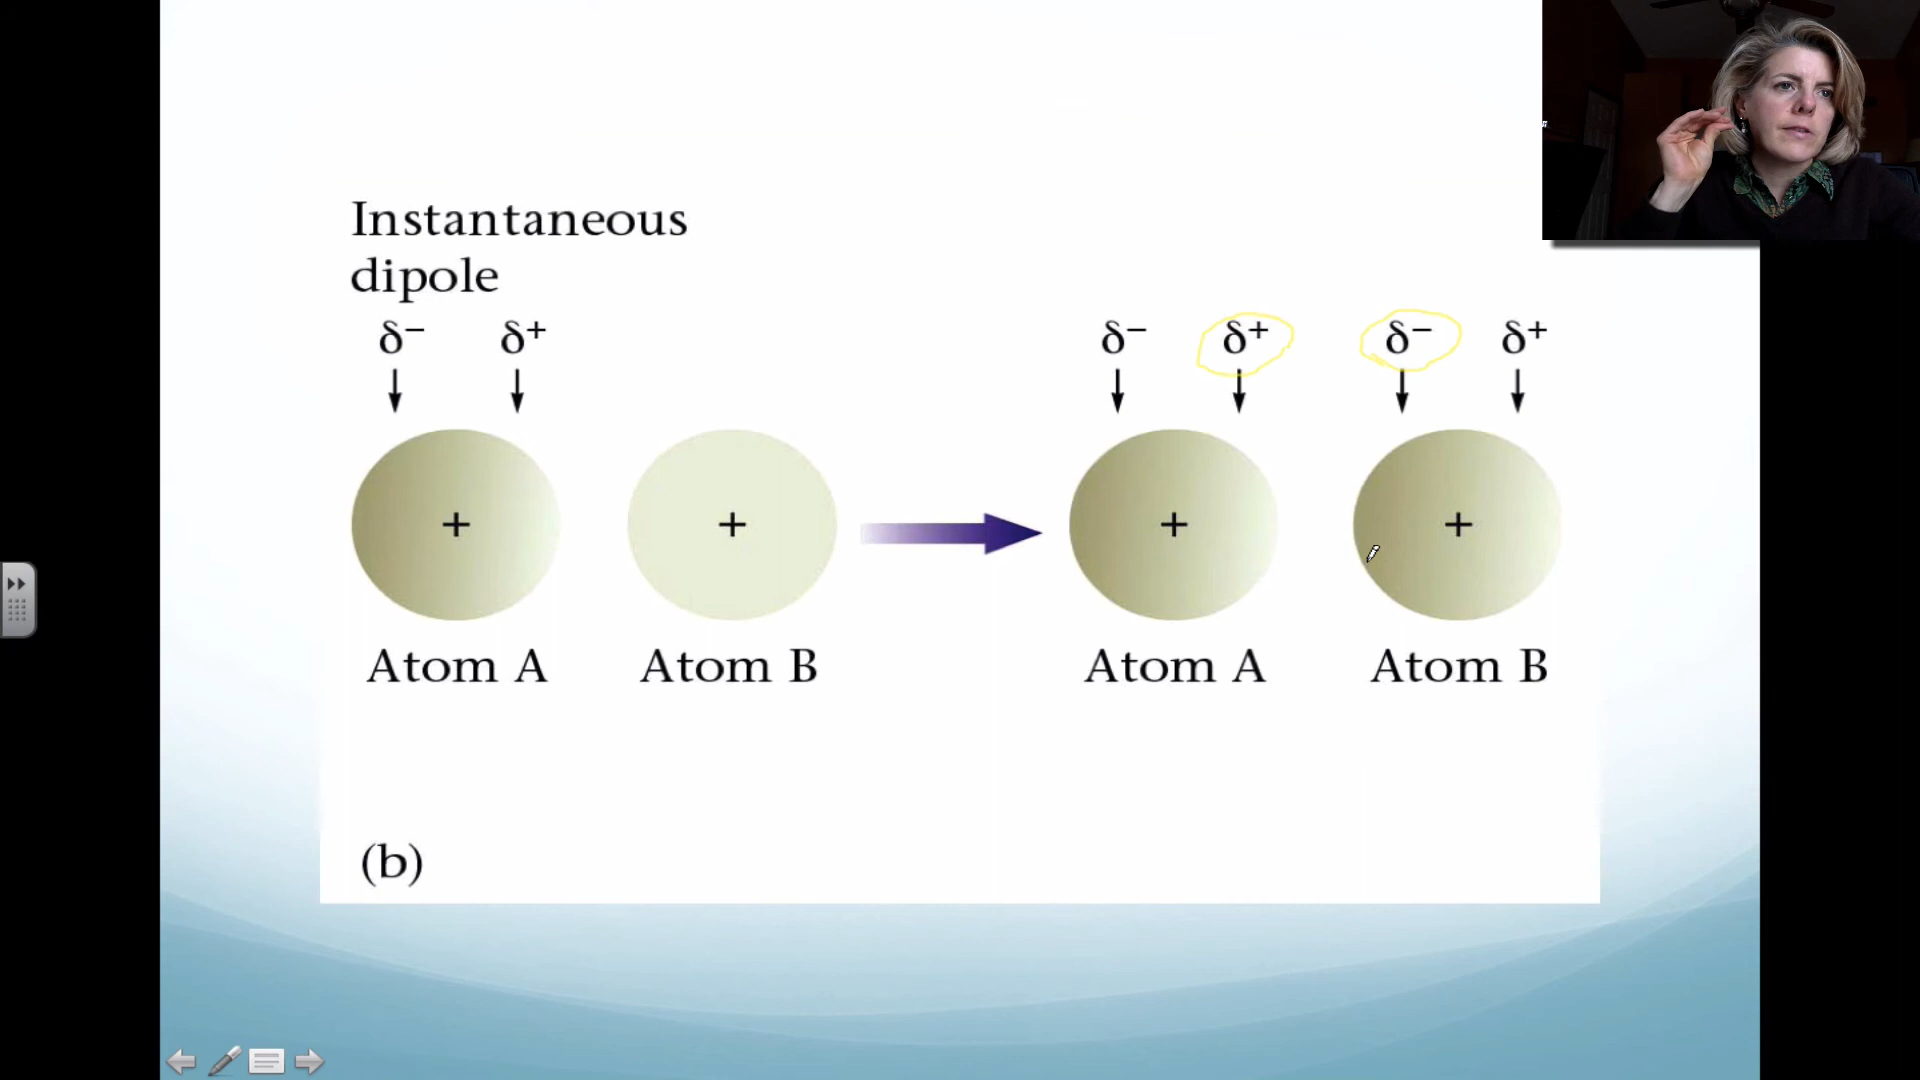 Instantaneous
dipole
δ− δ+ δ− δ+ δ− δ+
+ + + +
Atom A Atom B Atom A Atom B
(b)